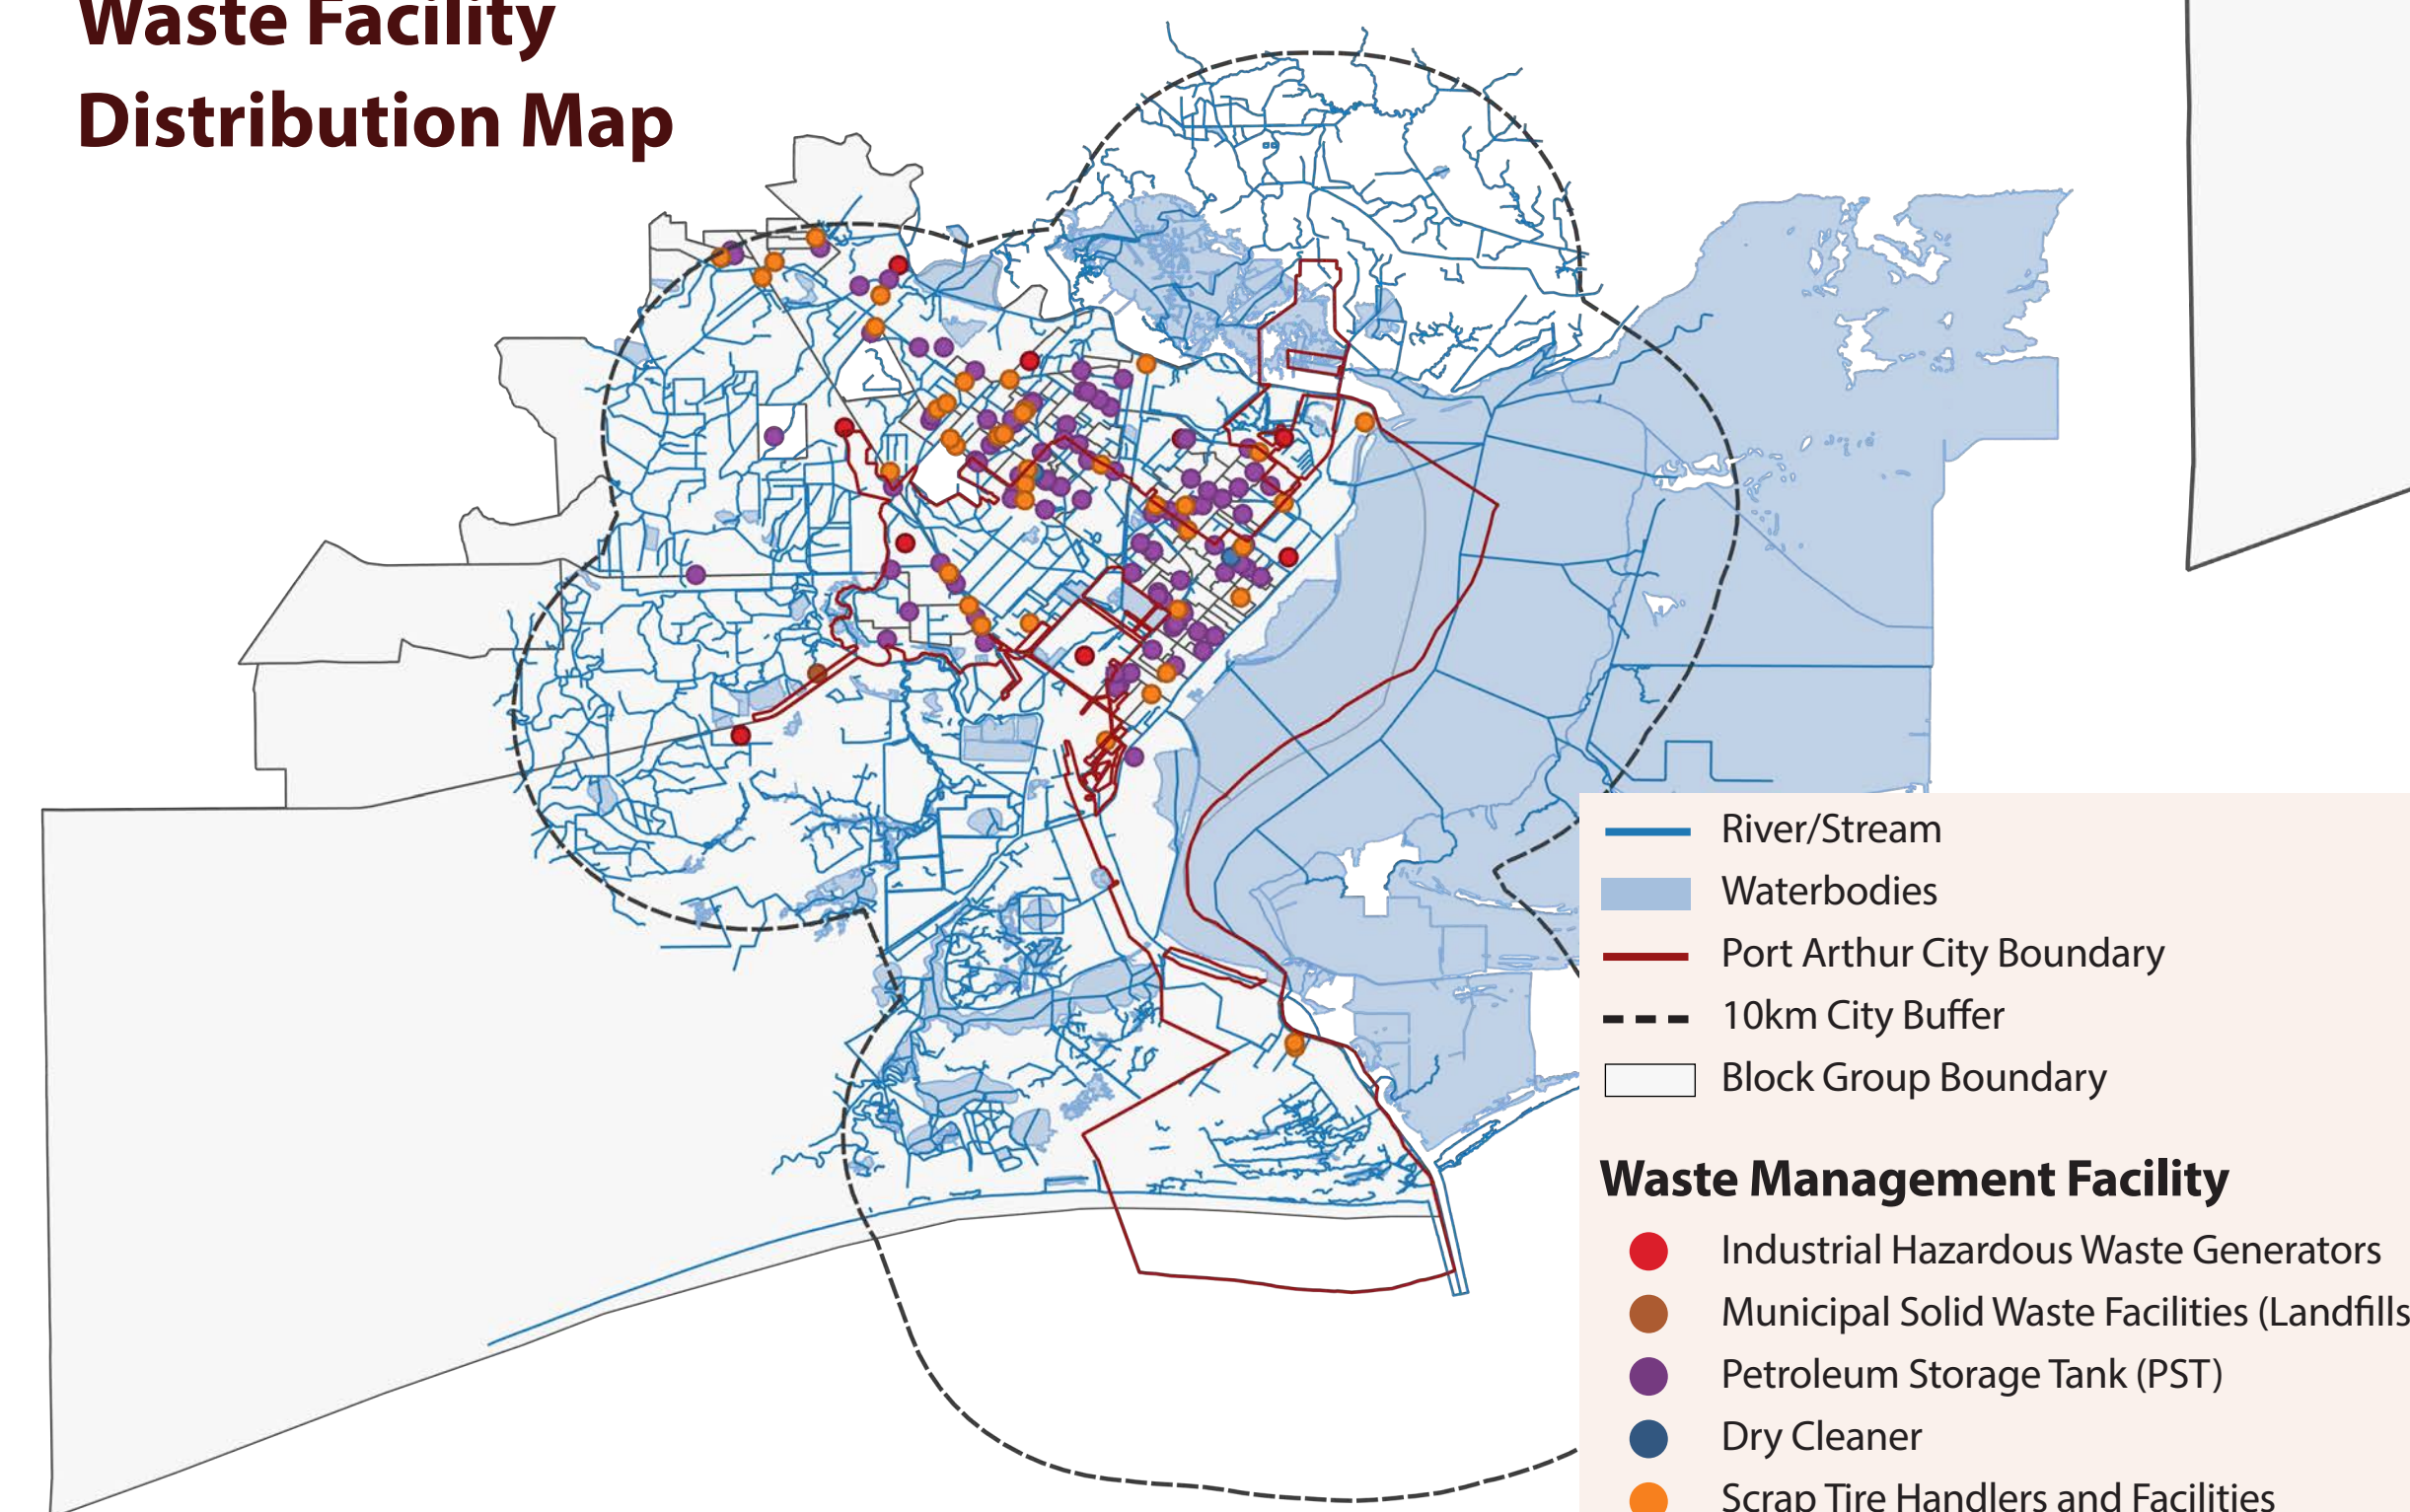 Waste Facility
Distribution Map
River/Stream
Waterbodies
Port Arthur City Boundary
10km City Buffer
Block Group Boundary
Waste Management Facility
Industrial Hazardous Waste Generators
Municipal Solid Waste Facilities (Landfills
Petroleum Storage Tank (PST)
Dry Cleaner
Scrap Tire Handlers and Facilities